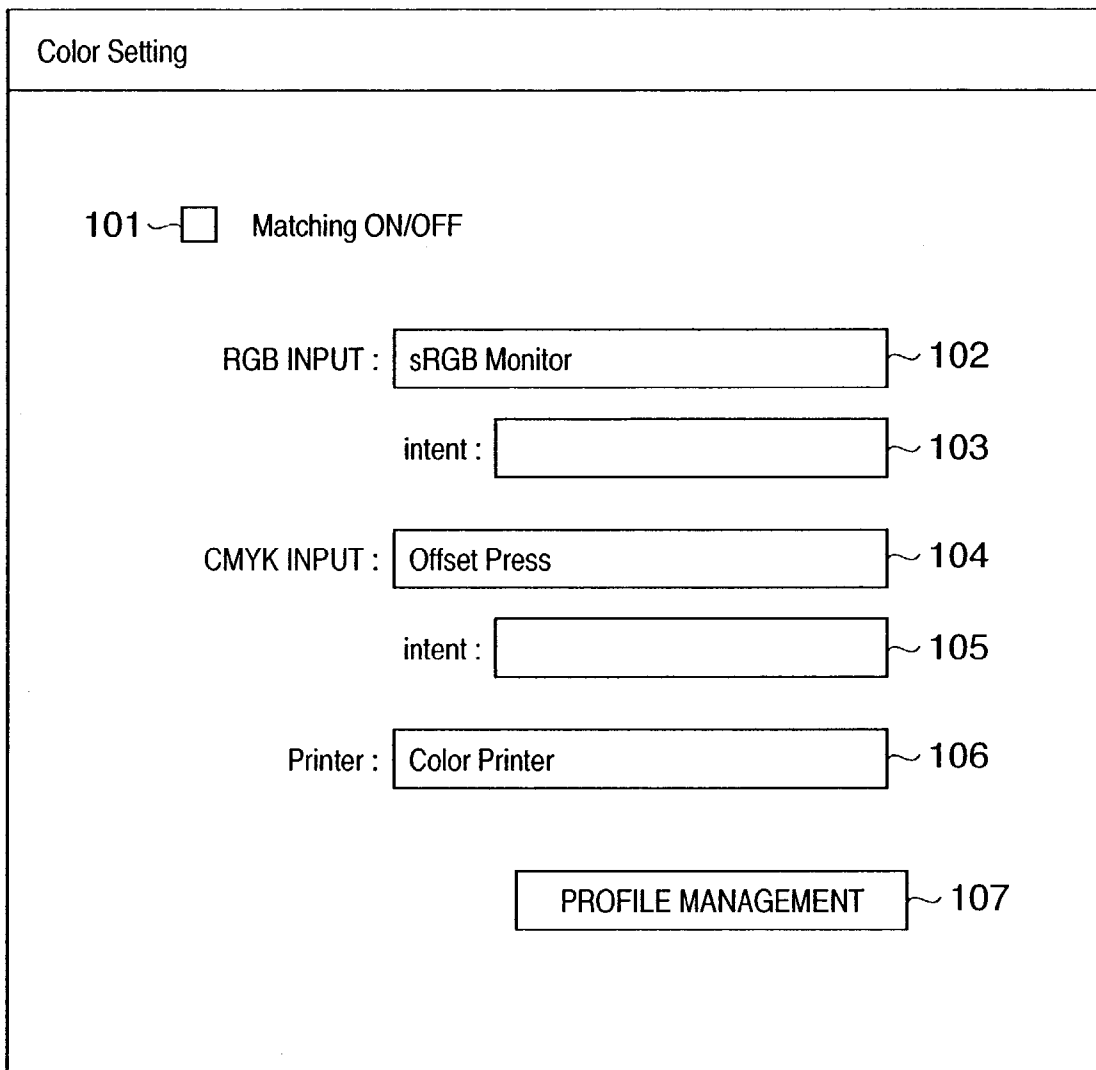 Color Setting
101 Matching ON/OFF
RGB INPUT : sRGB Monitor 102
intent : 103
CMYK INPUT : Offset Press 104
intent : 105
Printer : Color Printer 106
PROFILE MANAGEMENT 107